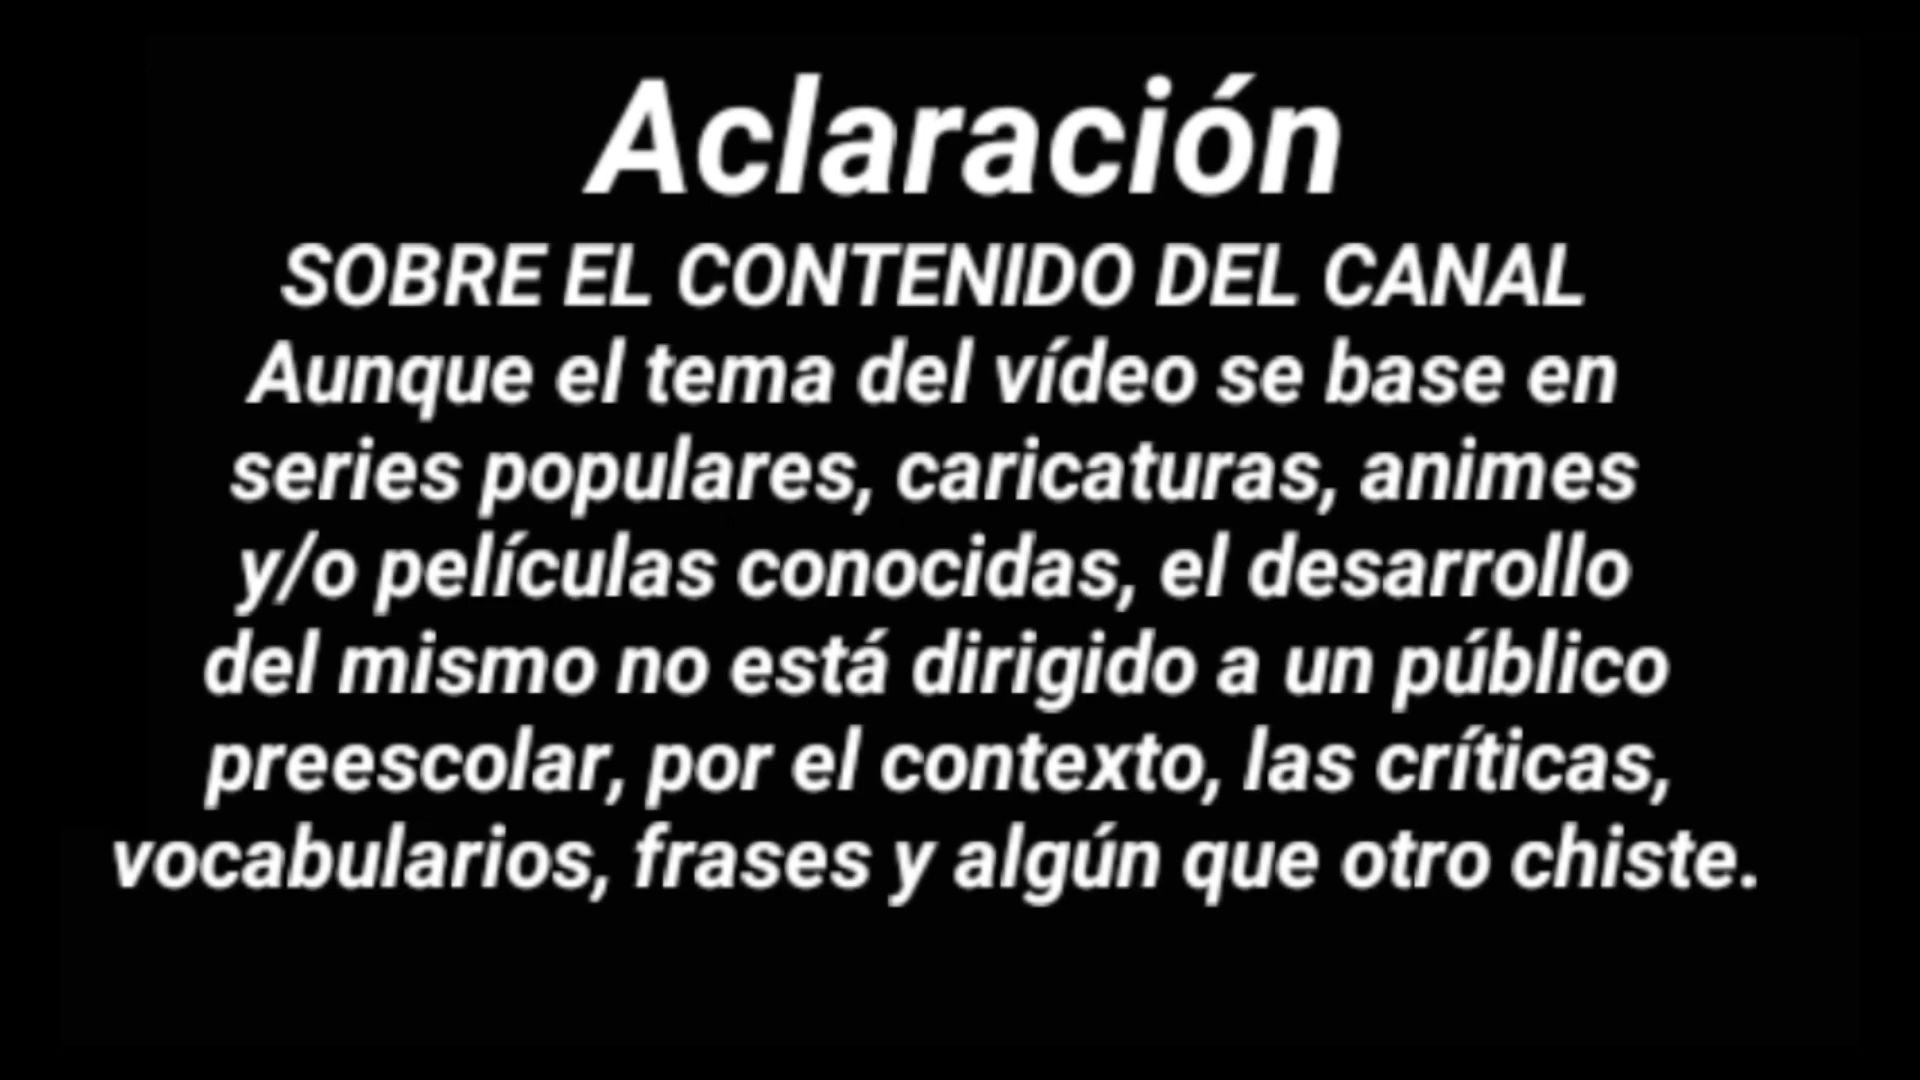 Aclaración
SOBRE EL CONTENIDO DEL CANAL
Aunque el tema del vídeo se base en
series populares, caricaturas, animes
y/o películas conocidas, el desarrollo
del mismo no está dirigido a un público
preescolar, por el contexto, las críticas,
vocabularios, frases y algún que otro chiste.